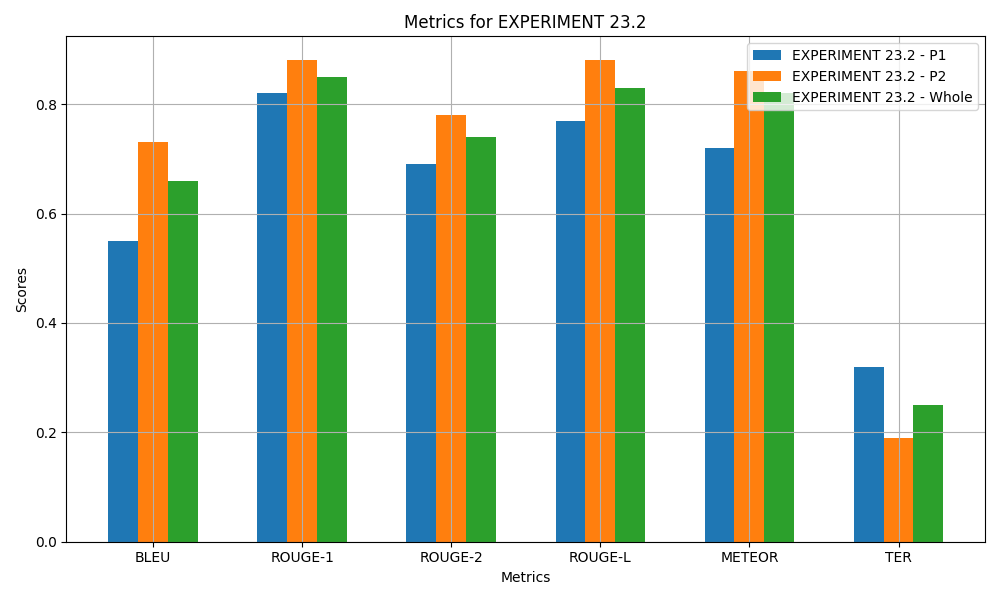 Metrics for EXPERIMENT 23.2
EXPERIMENT 23.2 - P1
EXPERIMENT 23.2 - P2
EXPERIMENT 23.2 - Whole
Scores
0.8
0.6
0.4
0.2
0.0
BLEU
ROUGE-1
ROUGE-2
ROUGE-L
METEOR
TER
Metrics